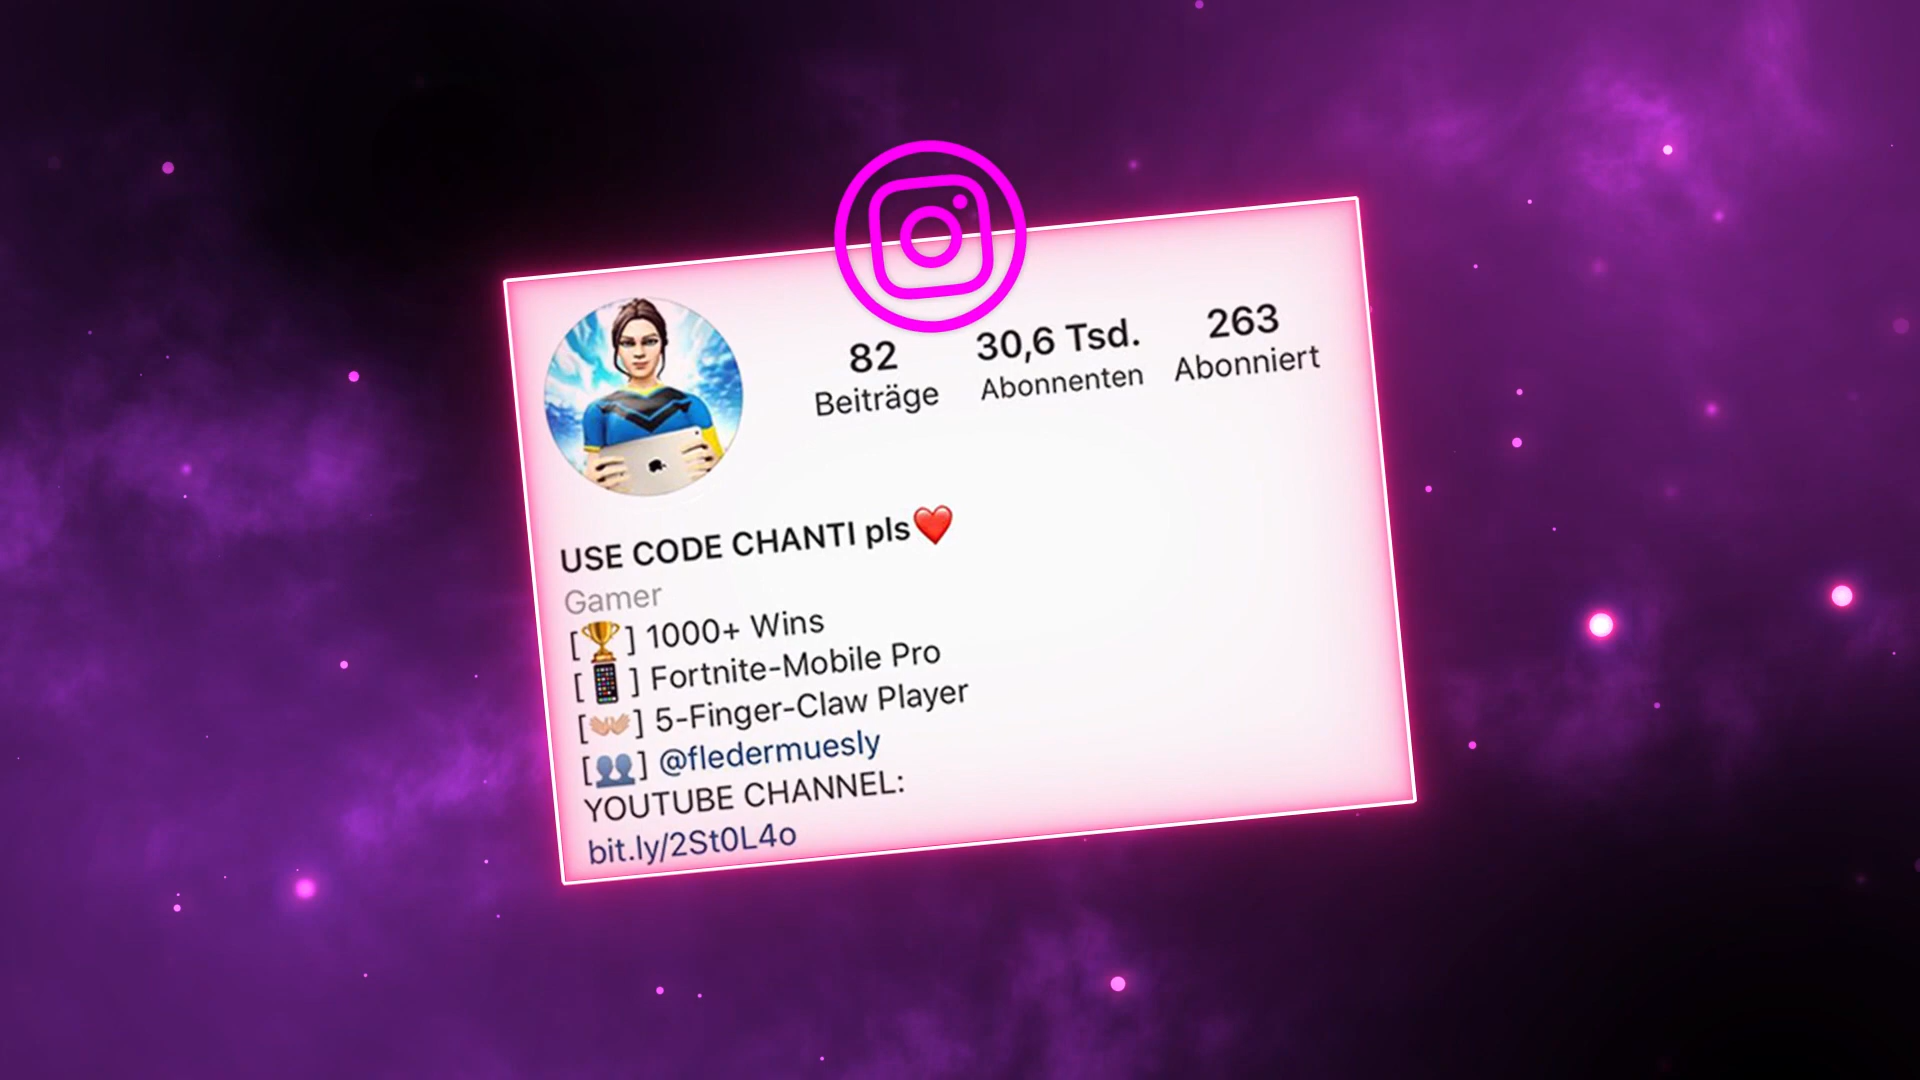 82 30,6 Tsd. 263
Beiträge Abonnenten Abonniert
USE CODE CHANTI pls❤️
Gamer
[🏆] 1000+ Wins
[📱] Fortnite-Mobile Pro
[👐🏼] 5-Finger-Claw Player
[👥] @fledermuesly
YOUTUBE CHANNEL:
bit.ly/2St0L4o